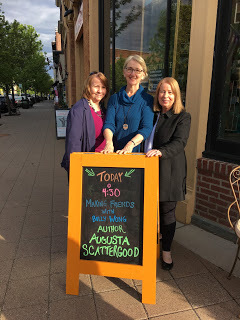 TODAY
@
4:30
MAKING FRIENDS
WITH
BILLY WONG
AUTHOR
AUGUSTA
SCATTERGOOD